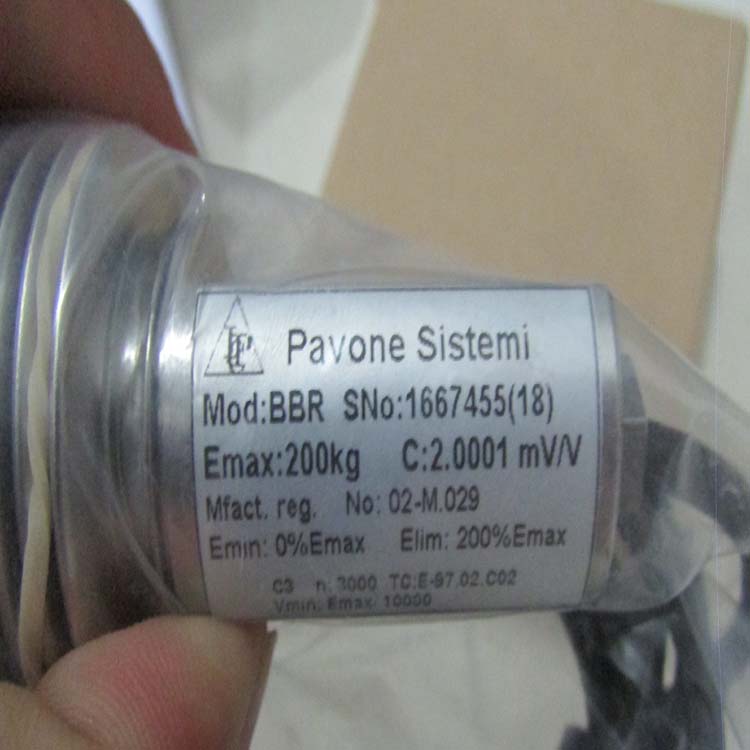 Pavone Sistemi
Mod:BBR SNo:1667455(18)
Emax:200kg C:2.0001 mV/V
Mfact. reg. No: 02-M.029
Emin: 0%Emax Elim: 200%Emax
C3 n: 3000 TC:E-97.02.C02
Vmin: Emax/10000